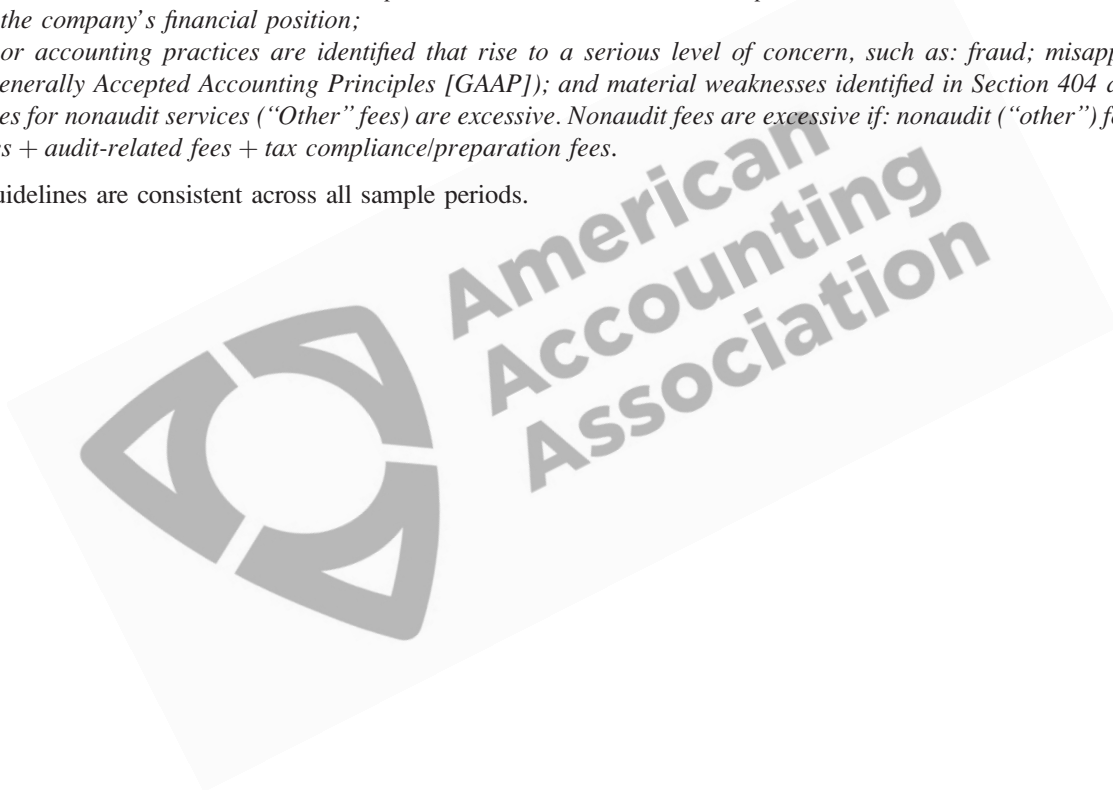 the company's financial position;
or accounting practices are identified that rise to a serious level of concern, such as: fraud;
enerally Accepted Accounting Principles [GAAP]); and material weaknesses identified in Section 404
es for nonaudit services (“Other” fees) are excessive. Nonaudit fees are excessive if: nonaudit (“other”)
s + audit-related fees + tax compliance/preparation fees.
uidelines are consistent across all sample periods.
American
Accounting
Association